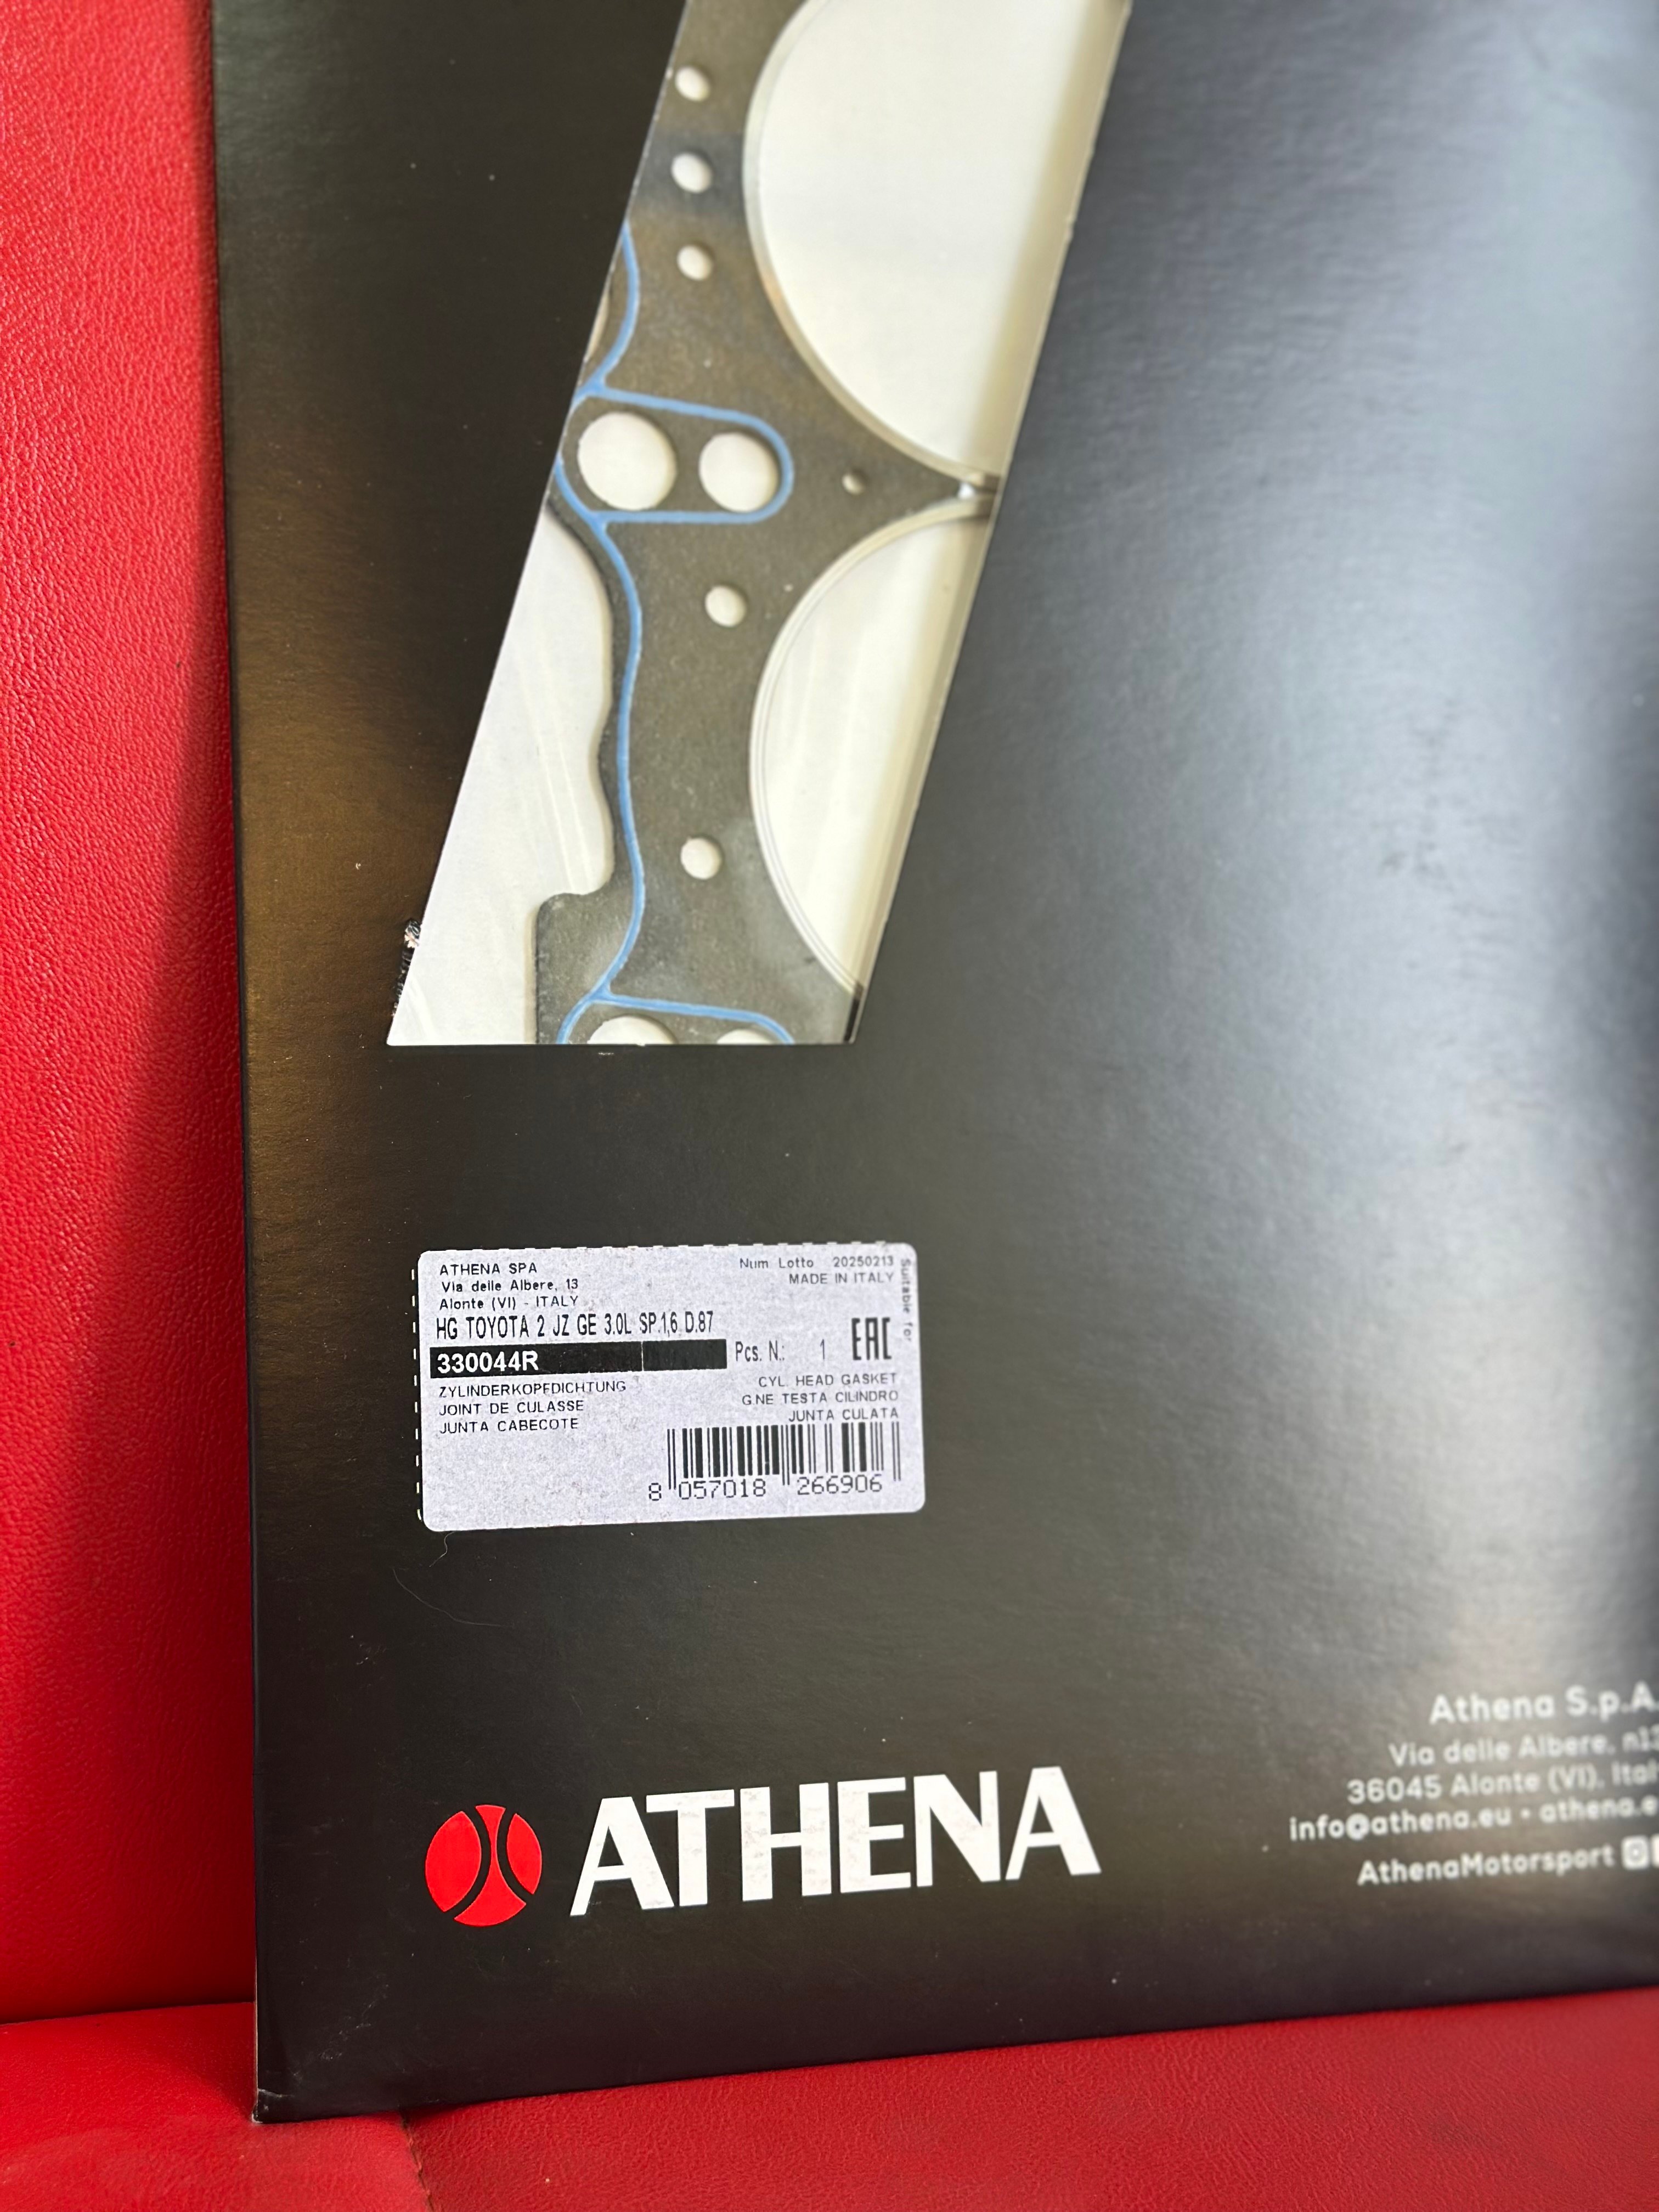 ATHENA SPA
Via delle Albere, 13
Alonte (VI) - ITALY
Num Lotto 20250213
MADE IN ITALY
Suitable for
HG TOYOTA 2 JZ GE 3.0L SP.1,6 D.87
330044R
Pcs. N.: 1
EAC
ZYLINDERKOPFDICHTUNG
JOINT DE CULASSE
JUNTA CABECOTE
CYL. HEAD GASKET
G.NE TESTA CILINDRO
JUNTA CULATA
8 057018 266906
ATHENA
Athena S.p.A.
Via delle Albere, n13
36045 Alonte (VI), Ital
info@athena.eu • athena.e
AthenaMotorsport